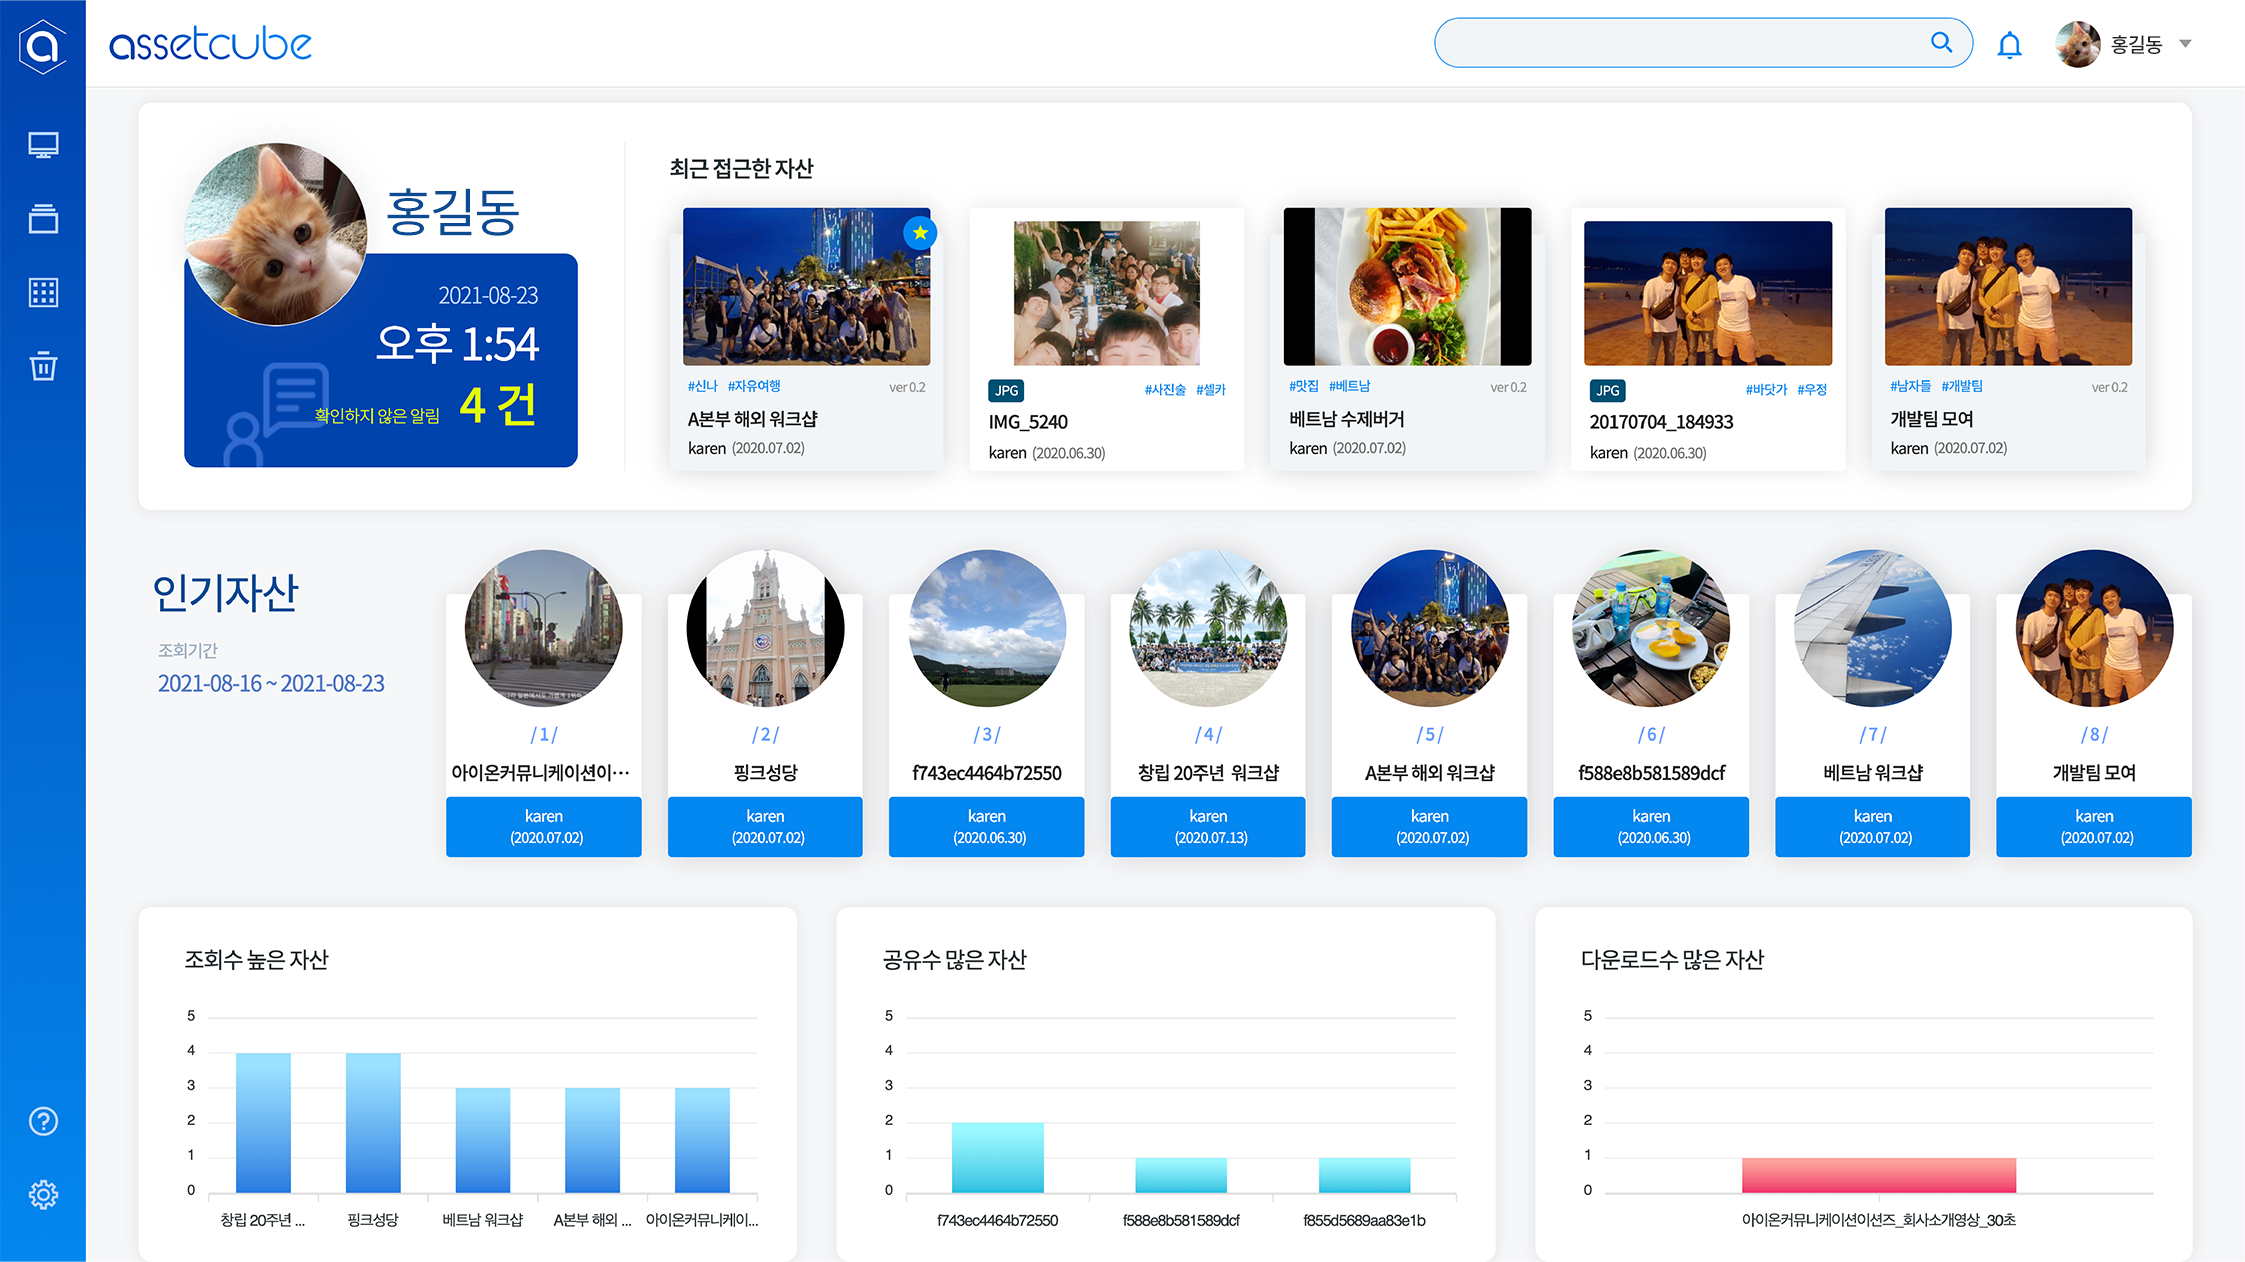 assetcube
홍길동
홍길동
2021-08-23
오후 1:54
확인하지 않은 알림 4 건
최근 접근한 자산
#신나 #자유여행 ver 0.2
A본부 해외 워크샵
karen (2020.07.02)
JPG #사진술 #셀카
IMG_5240
karen (2020.06.30)
#맛집 #베트남 ver 0.2
베트남 수제버거
karen (2020.07.02)
JPG #바닷가 #우정
20170704_184933
karen (2020.06.30)
#남자들 #개발팀 ver 0.2
개발팀 모여
karen (2020.07.02)
인기자산
조회기간
2021-08-16 ~ 2021-08-23
/ 1 /
아이온커뮤니케이션이…
karen
(2020.07.02)
/ 2 /
핑크성당
karen
(2020.07.02)
/ 3 /
f743ec4464b72550
karen
(2020.06.30)
/ 4 /
창립 20주년 워크샵
karen
(2020.07.13)
/ 5 /
A본부 해외 워크샵
karen
(2020.07.02)
/ 6 /
f588e8b581589dcf
karen
(2020.06.30)
/ 7 /
베트남 워크샵
karen
(2020.07.02)
/ 8 /
개발팀 모여
karen
(2020.07.02)
조회수 높은 자산
5
4
3
2
1
0
창립 20주년 ... 핑크성당 베트남 워크샵 A본부 해외 ... 아이온커뮤니케이...
공유수 많은 자산
5
4
3
2
1
0
f743ec4464b72550 f588e8b581589dcf f855d5689aa83e1b
다운로드수 많은 자산
5
4
3
2
1
0
아이온커뮤니케이션이션즈_회사소개영상_30초